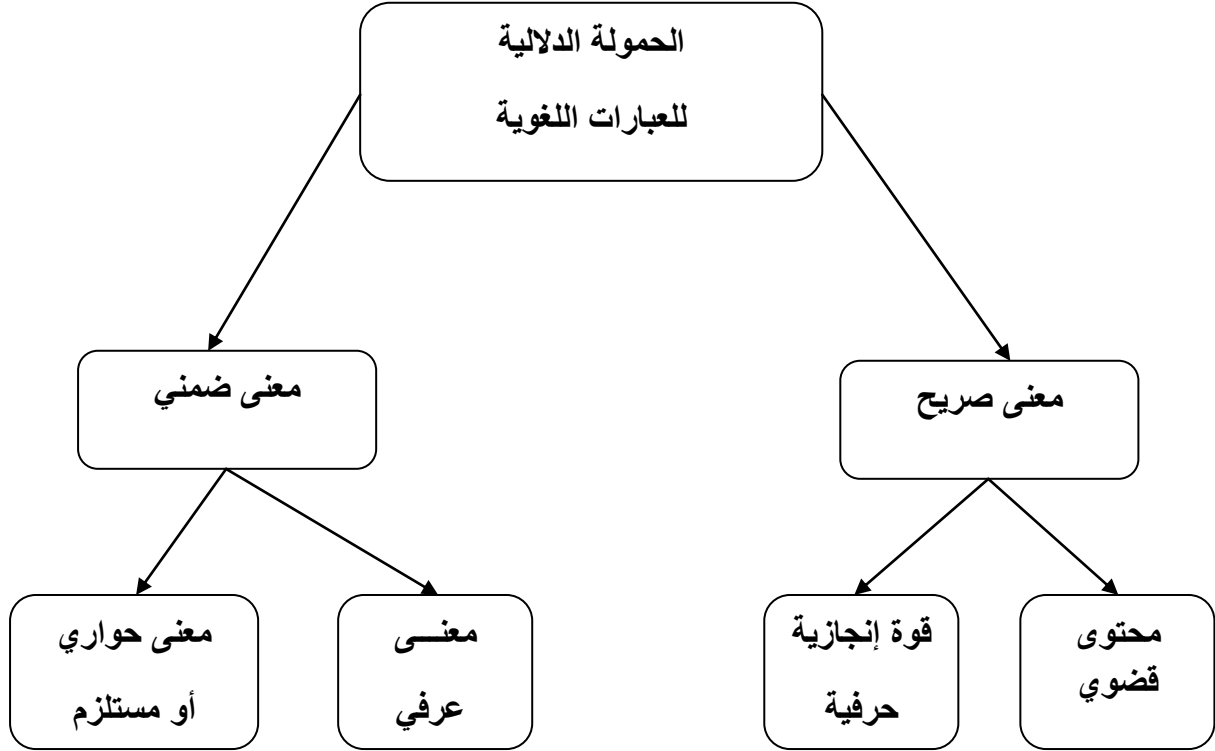 الحمولة الدلالية
للعبارات اللغوية
معنى صريح
معنى ضمني
محتوى
قضوي
قوة إنجازية
حرفية
معنـــى
عرفي
معنى حواري
أو مستلزم